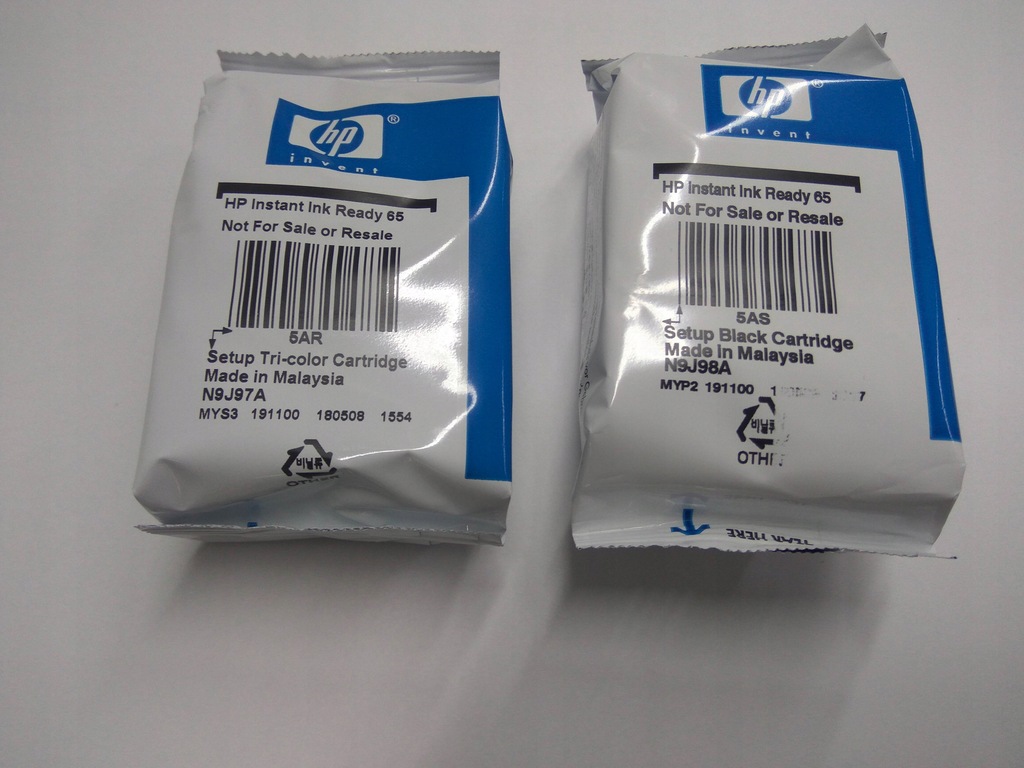 hp ®
invent
HP Instant Ink Ready 65
Not For Sale or Resale
5AR
Setup Tri-color Cartridge
Made in Malaysia
N9J97A
MYS3 191100 180508 1554
비닐류
OTHER
hp ®
invent
HP Instant Ink Ready 65
Not For Sale or Resale
5AS
Setup Black Cartridge
Made in Malaysia
N9J98A
MYP2 191100
비닐류
TEAR HERE